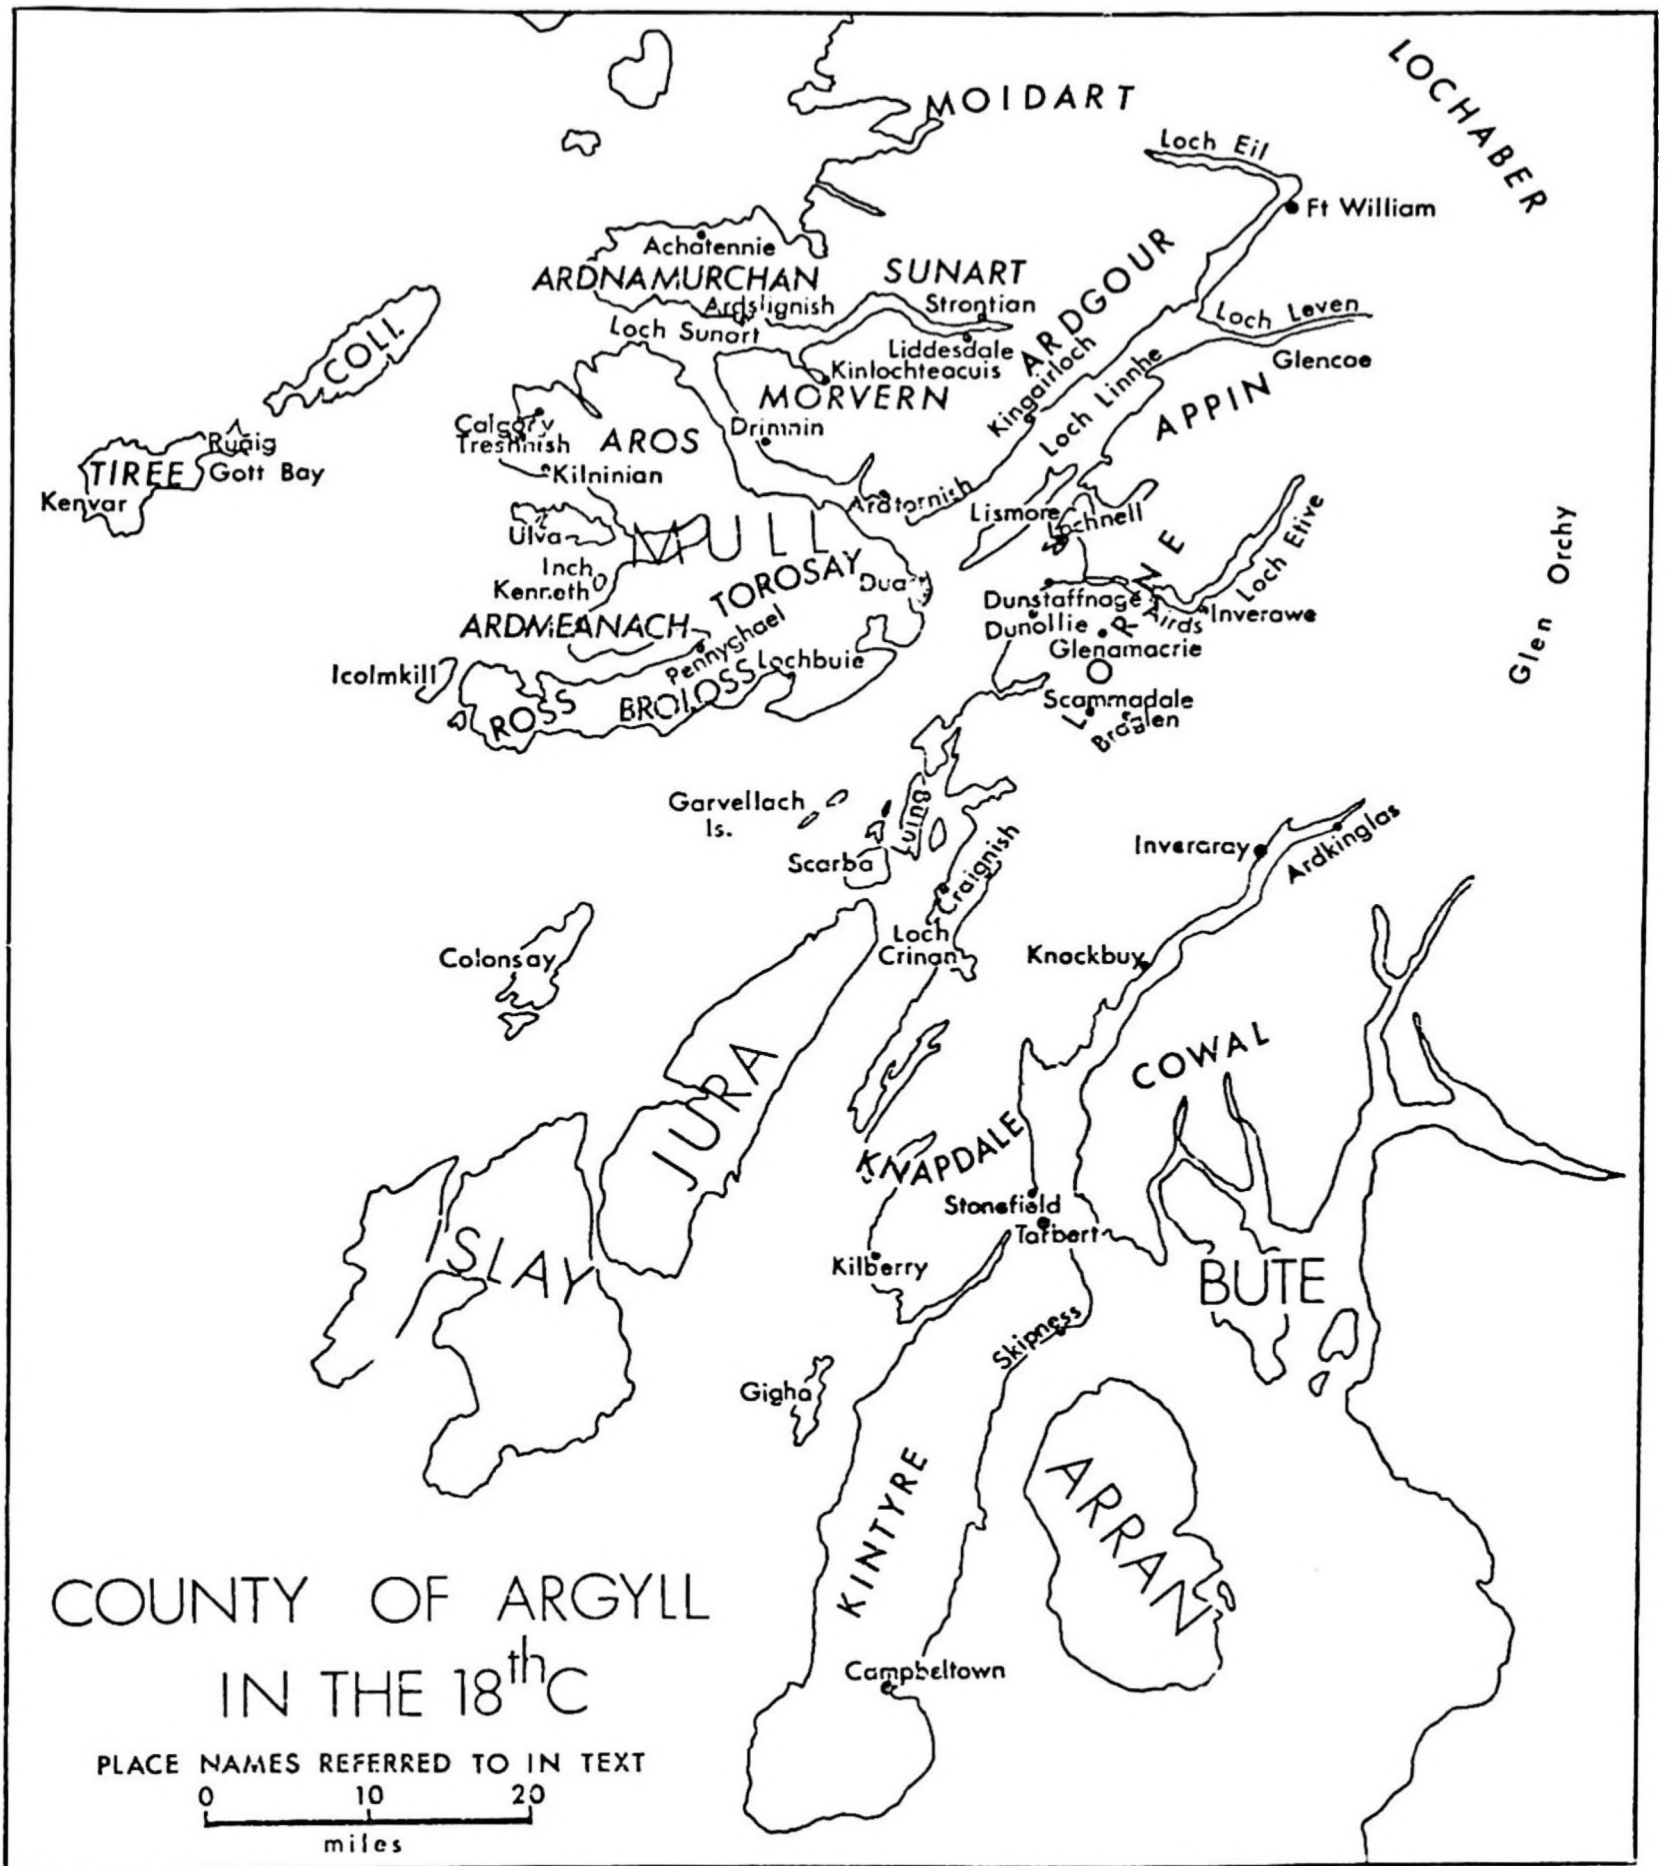 MOIDART
LOCHABER
Loch Eil
Ft William
Achatennie
ARDNAMURCHAN
SUNART
ARDGOUR
Ardslignish
Strontian
Loch Sunart
Loch Leven
Liddesdale
Kinlochteacuis
Glencoe
COLL
MORVERN
Kingairloch
Loch Linnhe
APPIN
Calgary
Treshnish
AROS
Drimnin
Ruaig
TIREE
Gott Bay
Kilninian
Kenvar
Ardtornish
Lismore
Lochnell
Ulva
MULL
LORNE
Loch Etive
Glen Orchy
Inch
Kenneth
TOROSAY
Duart
Dunstaffnage
Airds
Inverawe
ARDMEANACH
Dunollie
Pennyghael
Glenamacrie
Icolmkill
Lochbuie
ROSS
BROLOSS
Scammadale
Braglen
Garvellach
Is.
Luing
Scarba
Craignish
Inveraray
Ardkinglas
Loch
Crinan
Knockbuy
Colonsay
JURA
COWAL
KNAPDALE
Stonefield
Tarbert
ISLAY
Kilberry
BUTE
Skipness
Gigha
KINTYRE
ARRAN
Campbeltown
COUNTY OF ARGYLL
IN THE 18thC
PLACE NAMES REFERRED TO IN TEXT
0 10 20
miles